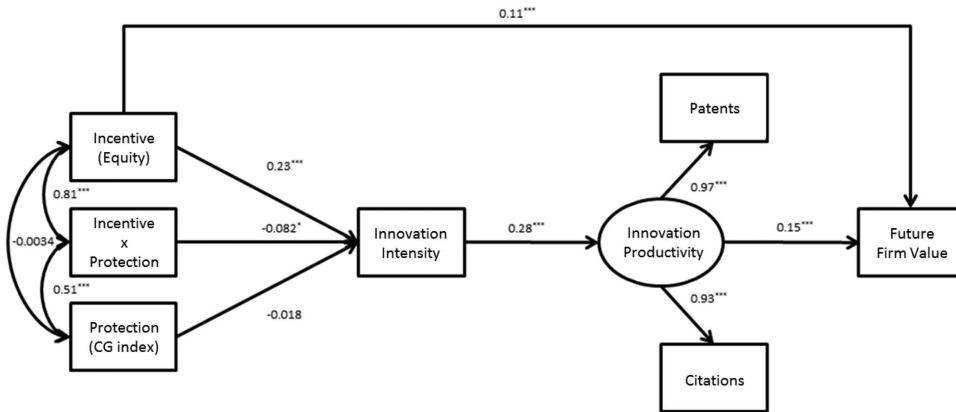 0.11***
Patents
Incentive
(Equity)
0.23***
0.97***
0.81***
Incentive
x
Protection
-0.0034
-0.082*
Innovation
Intensity
0.28***
Innovation
Productivity
0.15***
Future
Firm Value
0.51***
0.93***
-0.018
Protection
(CG index)
Citations